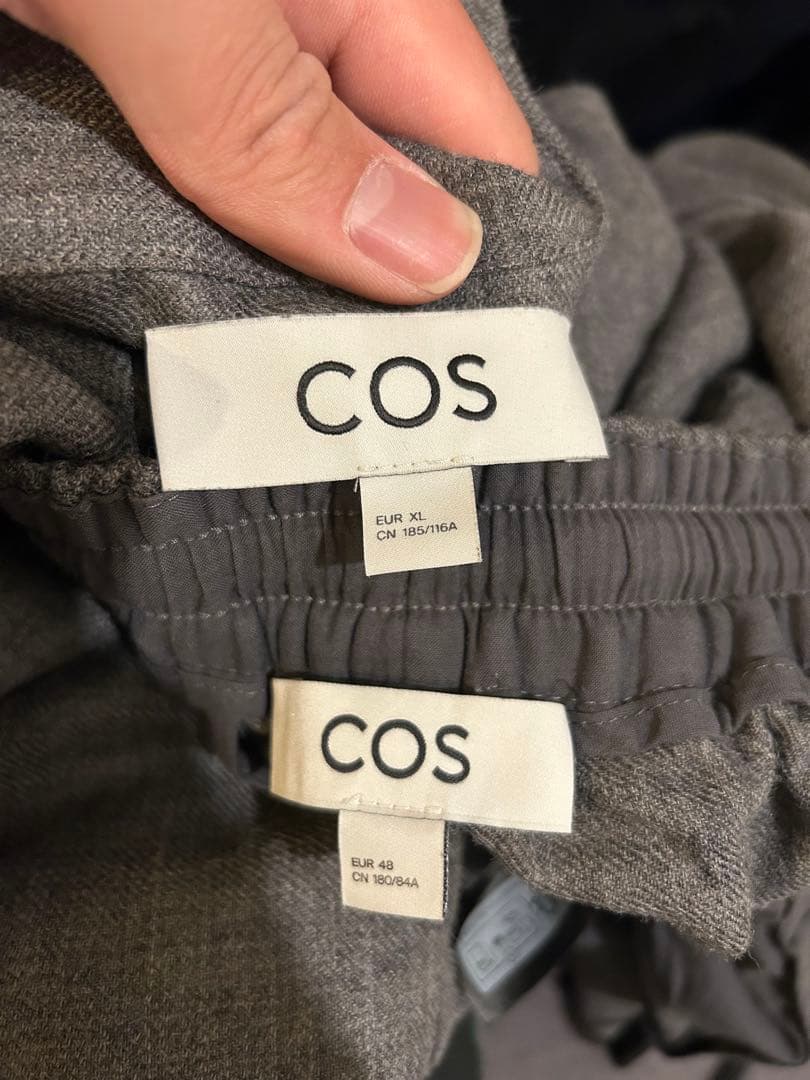 COS
EUR XL
CN 185/116A
COS
EUR 48
CN 180/84A